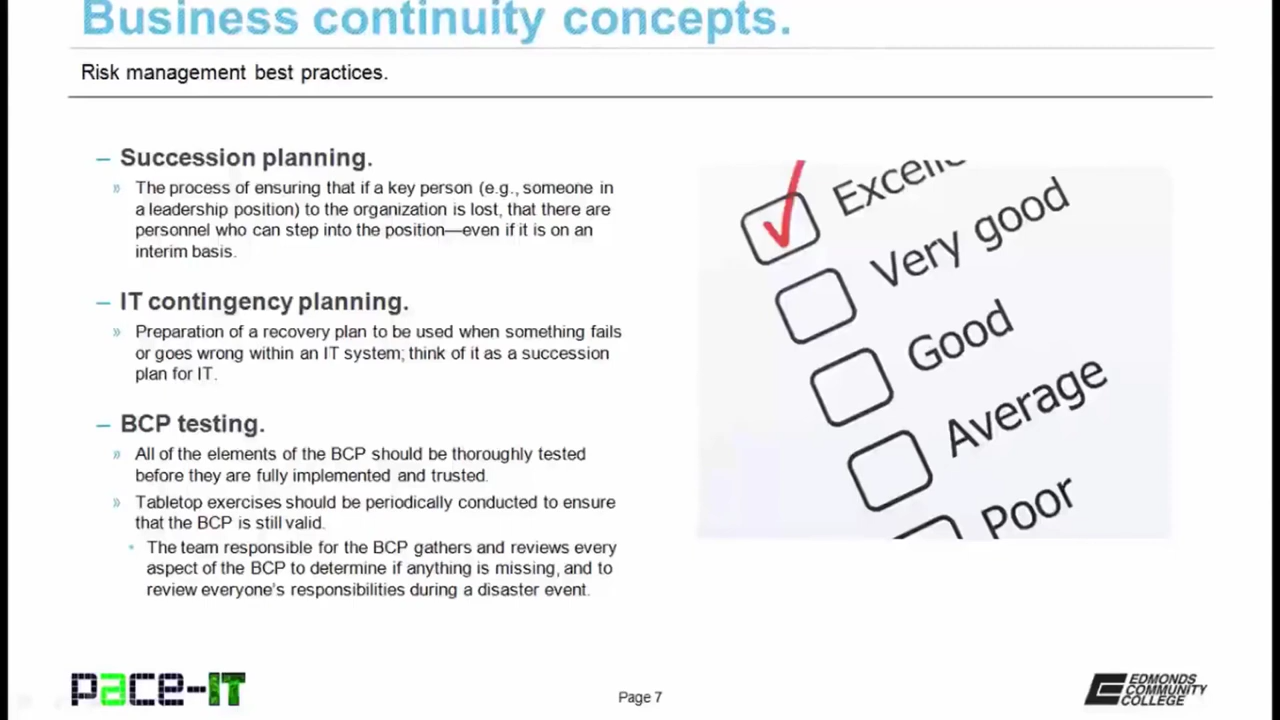 Business continuity concepts.
Risk management best practices.
– Succession planning.
» The process of ensuring that if a key person (e.g., someone in
a leadership position) to the organization is lost, that there are
personnel who can step into the position—even if it is on an
interim basis.
– IT contingency planning.
» Preparation of a recovery plan to be used when something fails
or goes wrong within an IT system; think of it as a succession
plan for IT.
– BCP testing.
» All of the elements of the BCP should be thoroughly tested
before they are fully implemented and trusted.
» Tabletop exercises should be periodically conducted to ensure
that the BCP is still valid.
• The team responsible for the BCP gathers and reviews every
aspect of the BCP to determine if anything is missing, and to
review everyone's responsibilities during a disaster event.
Very good
Good
Average
Poor
pace-IT
Page 7
EDMONDS
COMMUNITY
COLLEGE